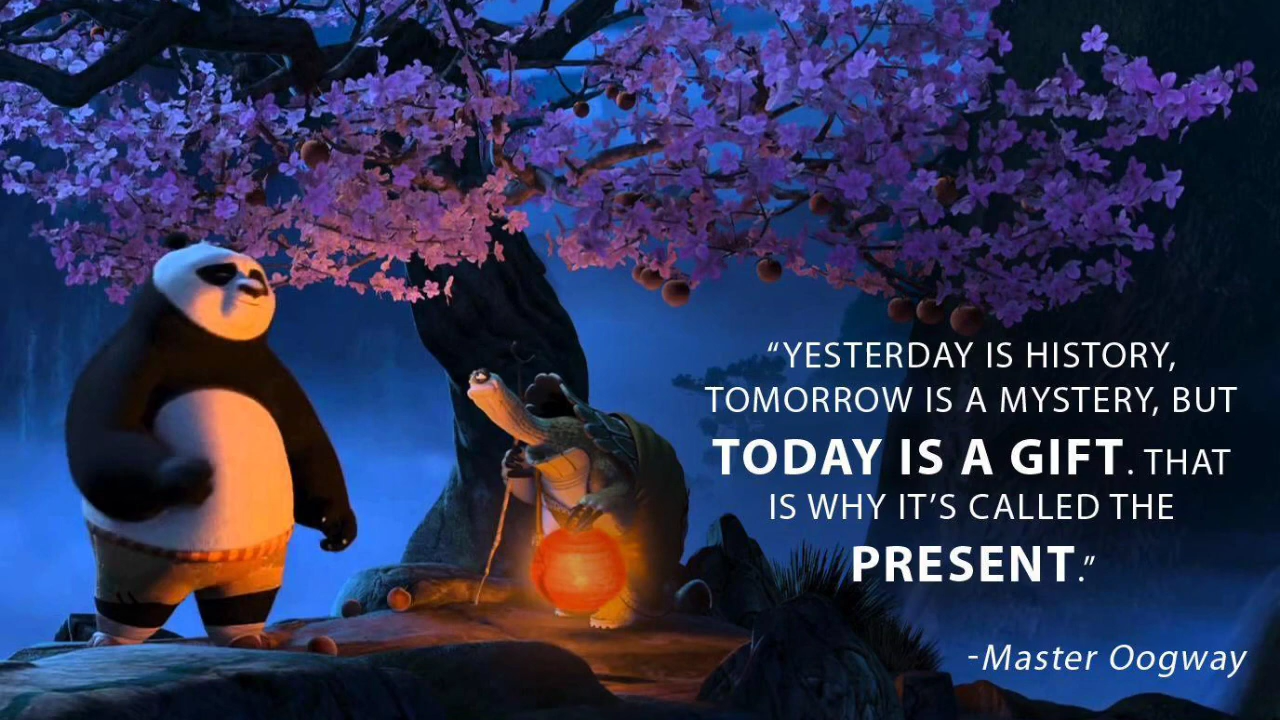 “YESTERDAY IS HISTORY,
TOMORROW IS A MYSTERY, BUT
TODAY IS A GIFT. THAT
IS WHY IT’S CALLED THE
PRESENT.”
-Master Oogway